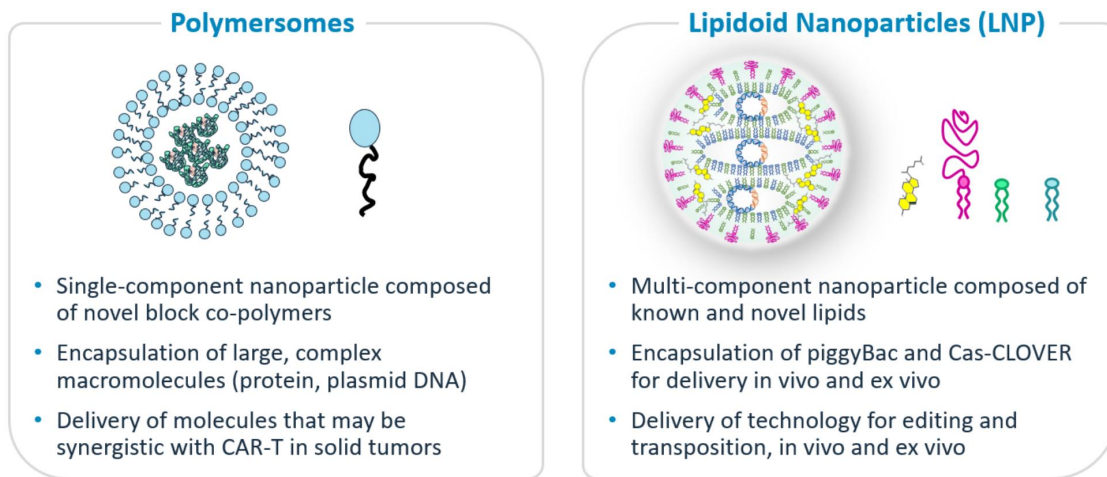 Polymersomes
• Single-component nanoparticle composed
of novel block co-polymers
• Encapsulation of large, complex
macromolecules (protein, plasmid DNA)
• Delivery of molecules that may be
synergistic with CAR-T in solid tumors
Lipidoid Nanoparticles (LNP)
• Multi-component nanoparticle composed of
known and novel lipids
• Encapsulation of piggyBac and Cas-CLOVER
for delivery in vivo and ex vivo
• Delivery of technology for editing and
transposition, in vivo and ex vivo